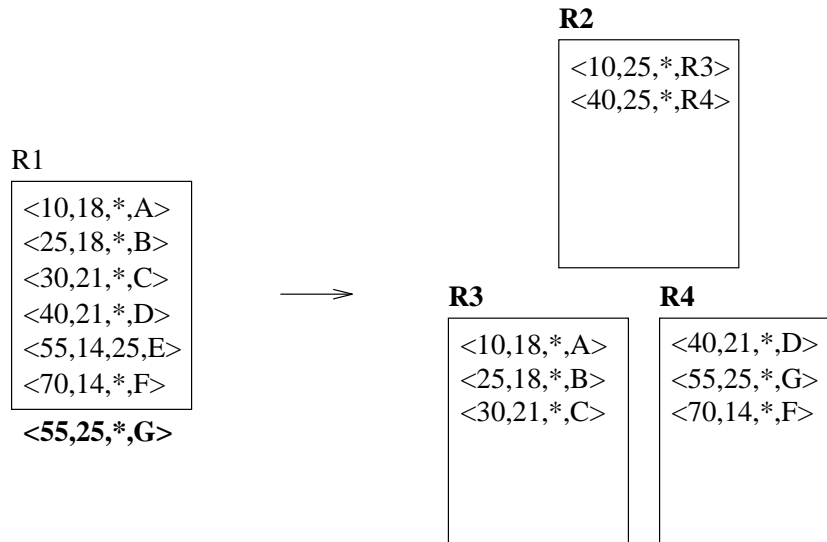 R1
<10,18,*,A>
<25,18,*,B>
<30,21,*,C>
<40,21,*,D>
<55,14,25,E>
<70,14,*,F>
<55,25,*,G>
R2
<10,25,*,R3>
<40,25,*,R4>
R3
<10,18,*,A>
<25,18,*,B>
<30,21,*,C>
R4
<40,21,*,D>
<55,25,*,G>
<70,14,*,F>